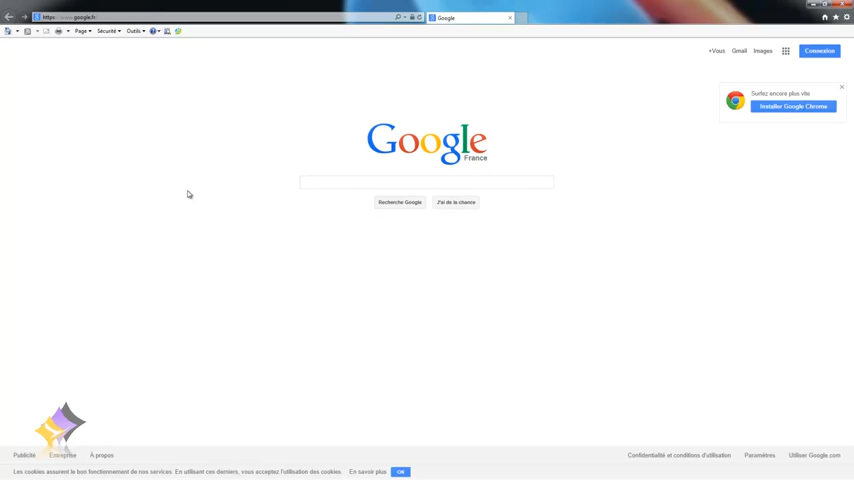 https://www.google.fr
Google
Page
Sécurité
Outils
+Vous Gmail Images Connexion
Surfez encore plus vite
Installer Google Chrome
Google
France
Recherche Google J'ai de la chance
Publicité Entreprise À propos Confidentialité et conditions d'utilisation Paramètres Utiliser Google.com
Les cookies assurent le bon fonctionnement de nos services. En utilisant ces derniers, vous acceptez l'utilisation des cookies. En savoir plus OK